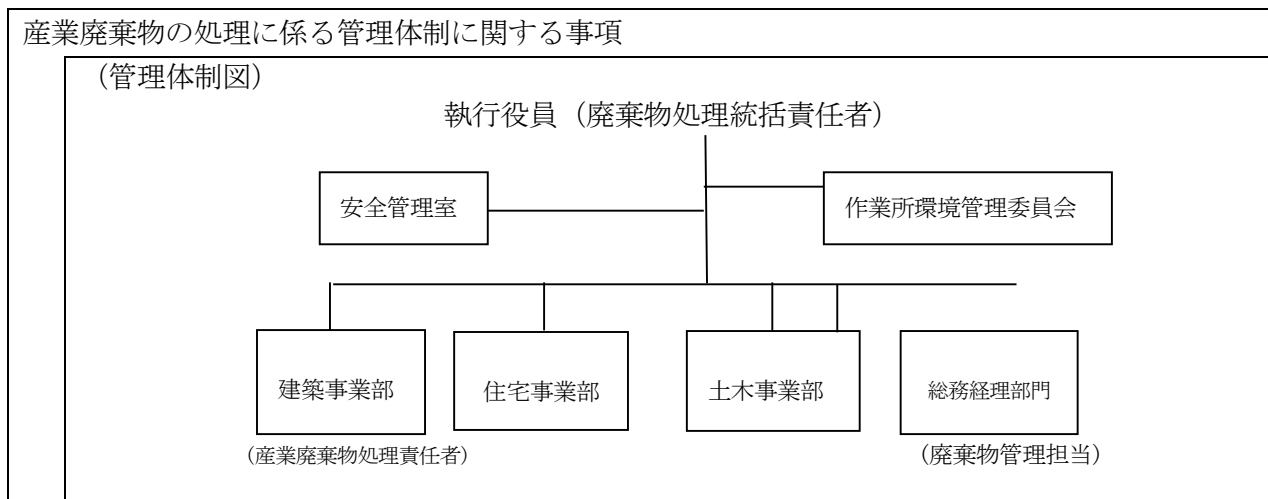 産業廃棄物の処理に係る管理体制に関する事項
（管理体制図）
執行役員（廃棄物処理統括責任者）
安全管理室
作業所環境管理委員会
建築事業部
住宅事業部
土木事業部
総務経理部門
（産業廃棄物処理責任者）
（廃棄物管理担当）